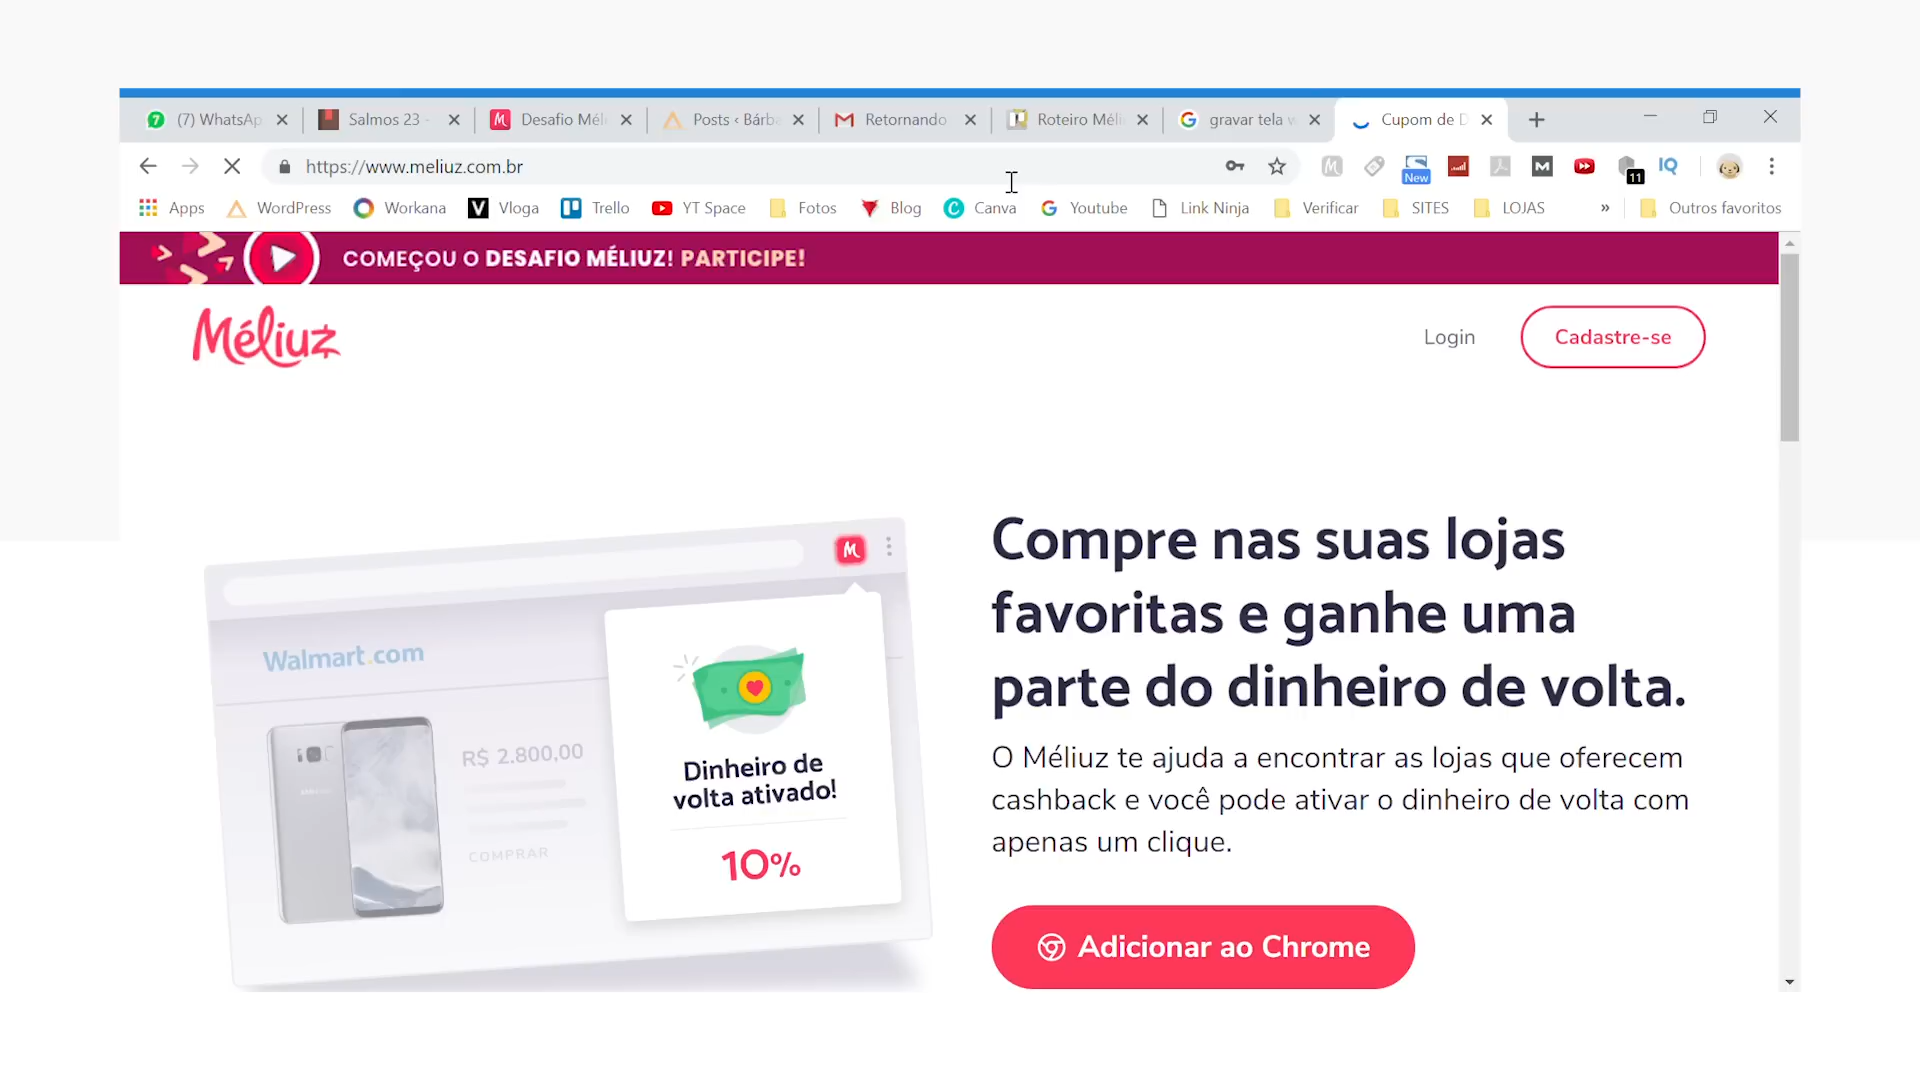 (7) WhatsAp
Salmos 23 -
Desafio Méli
Posts ‹ Bárba
Retornando
Roteiro Méli
gravar tela w
Cupom de D
https://www.meliuz.com.br
New
11
IQ
Apps
WordPress
Workana
Vloga
Trello
YT Space
Fotos
Blog
Canva
Youtube
Link Ninja
Verificar
SITES
LOJAS
»
Outros favoritos
COMEÇOU O DESAFIO MÉLIUZ! PARTICIPE!
Méliuz
Login
Cadastre-se
Compre nas suas lojas
favoritas e ganhe uma
parte do dinheiro de volta.
O Méliuz te ajuda a encontrar as lojas que oferecem
cashback e você pode ativar o dinheiro de volta com
apenas um clique.
Adicionar ao Chrome
Walmart.com
R$ 2.800,00
COMPRAR
Dinheiro de
volta ativado!
10%